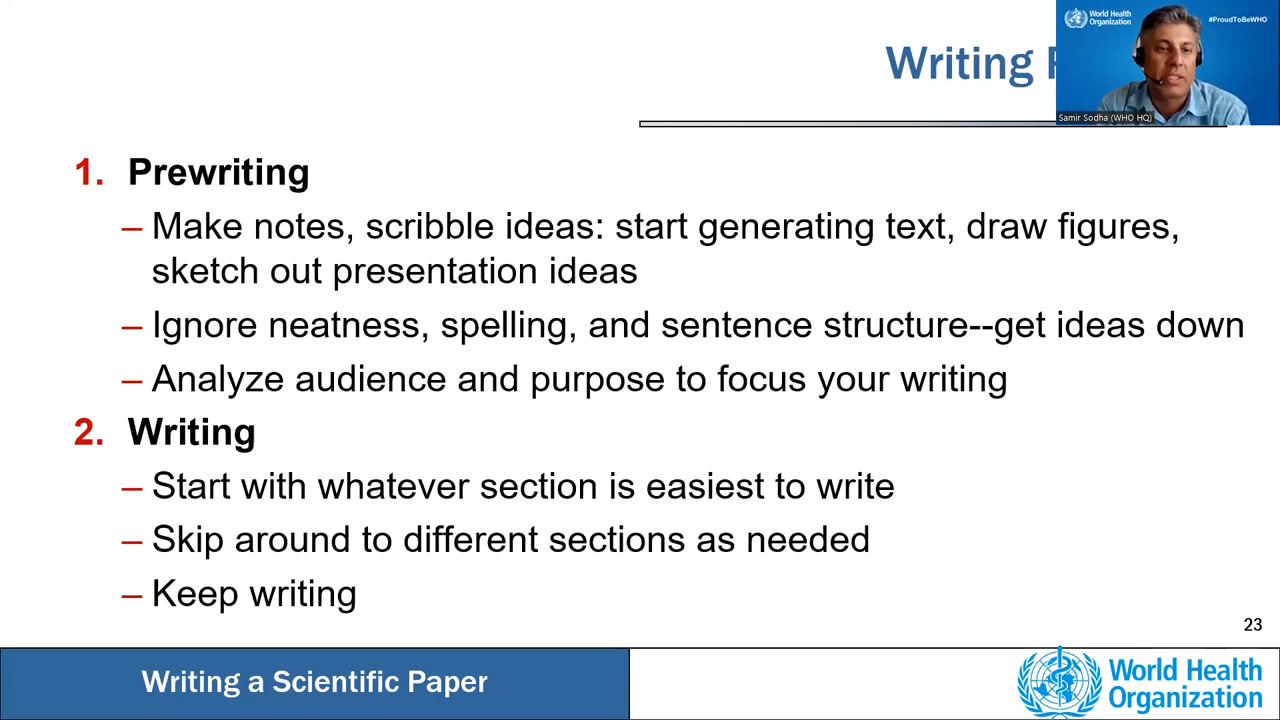 World Health
Organization
#ProudToBeWHO
Writing
Samir Sodha (WHO HQ)
1. Prewriting
– Make notes, scribble ideas: start generating text, draw figures,
sketch out presentation ideas
– Ignore neatness, spelling, and sentence structure--get ideas down
– Analyze audience and purpose to focus your writing
2. Writing
– Start with whatever section is easiest to write
– Skip around to different sections as needed
– Keep writing
23
Writing a Scientific Paper
World Health
Organization